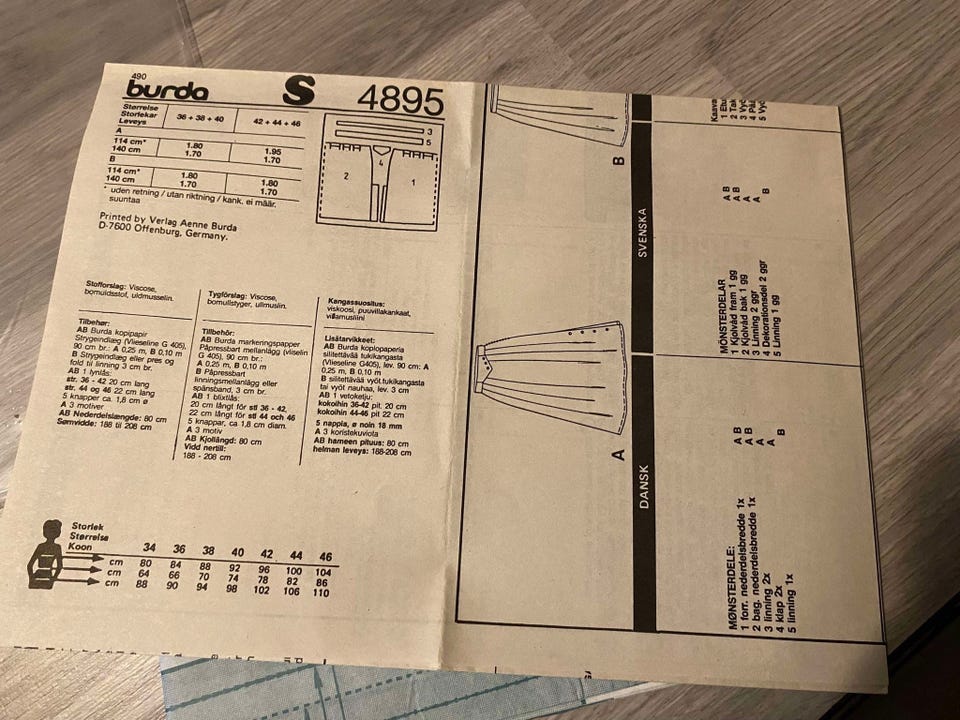 490
burda S 4895
Størrelse
Storlekar
Leveys
36 + 38 + 40
42 + 44 + 46
A
114 cm* 1.80 1.95
140 cm 1.70 1.70
B
114 cm* 1.80 1.80
140 cm 1.70 1.70
* uden retning / utan riktning / kank. ei määr.
suuntaa
3
5
4
2
1
Printed by Verlag Aenne Burda
D-7600 Offenburg, Germany.
Stofforslag: Viscose,
bomuldsstof, uldmusselin.
Tilbehør:
AB Burda kopipapir
Strygeindlæg (Vlieseline G 405),
90 cm br.: A 0,25 m, B 0,10 m
B Strygeindlæg eller pres og
fold til linning 3 cm br.
AB 1 lynlås:
str. 36 - 42 20 cm lang
str. 44 og 46 22 cm lang
5 knapper ca. 1,8 cm ø
A 3 motiver
AB Nederdelslængde: 80 cm
Sømvidde: 188 til 208 cm
Tygförslag: Viscose,
bomullstyger, ullmuslin.
Tillbehör:
AB Burda markeringspapper
Påpressbart mellanlägg (vliselin
G 405), 90 cm br.:
A 0,25 m, B 0,10 m
B Påpressbart
linningsmellanlägg eller
spänsband, 3 cm br.
AB 1 blixtlås:
20 cm långt för stl 36 - 42,
22 cm långt för stl 44 och 46
5 knappar, ca 1,8 cm diam.
A 3 motiv
AB Kjollängd: 80 cm
Vidd nertill:
188 - 208 cm
Kangassuositus:
viskoosi, puuvillakankaat,
villamusliini
Lisätarvikkeet:
AB Burda kopiopaperia
silitettävää tukikangasta
(Vlieseline G405), lev. 90 cm: A
0,25 m, B 0,10 m
B silitettävää vyöt.tukikangasta
tai vyöt nauhaa, lev. 3 cm
AB 1 vetoketju:
kokoihin 36-42 pit. 20 cm
kokoihin 44-46 pit 22 cm
5 nappia, ø noin 18 mm
A 3 koristekuviota
AB hameen pituus: 80 cm
helman leveys: 188-208 cm
Storlek
Størrelse
Koon 34 36 38 40 42 44 46
cm 80 84 88 92 96 100 104
cm 64 66 70 74 78 82 86
cm 88 90 94 98 102 106 110
B
A
SVENSKA
DANSK
MÖNSTERDELAR
1 Kjolvåd fram 1 gg A B
2 Kjolvåd bak 1 gg A B
3 Linning 2 ggr A
4 Dekorationsdel 2 ggr A
5 Linning 1 gg B
MØNSTERDELE:
1 forr. nederdelsbredde 1x A B
2 bag. nederdelsbredde 1x A B
3 linning 2x A
4 klap 2x A
5 linning 1x B